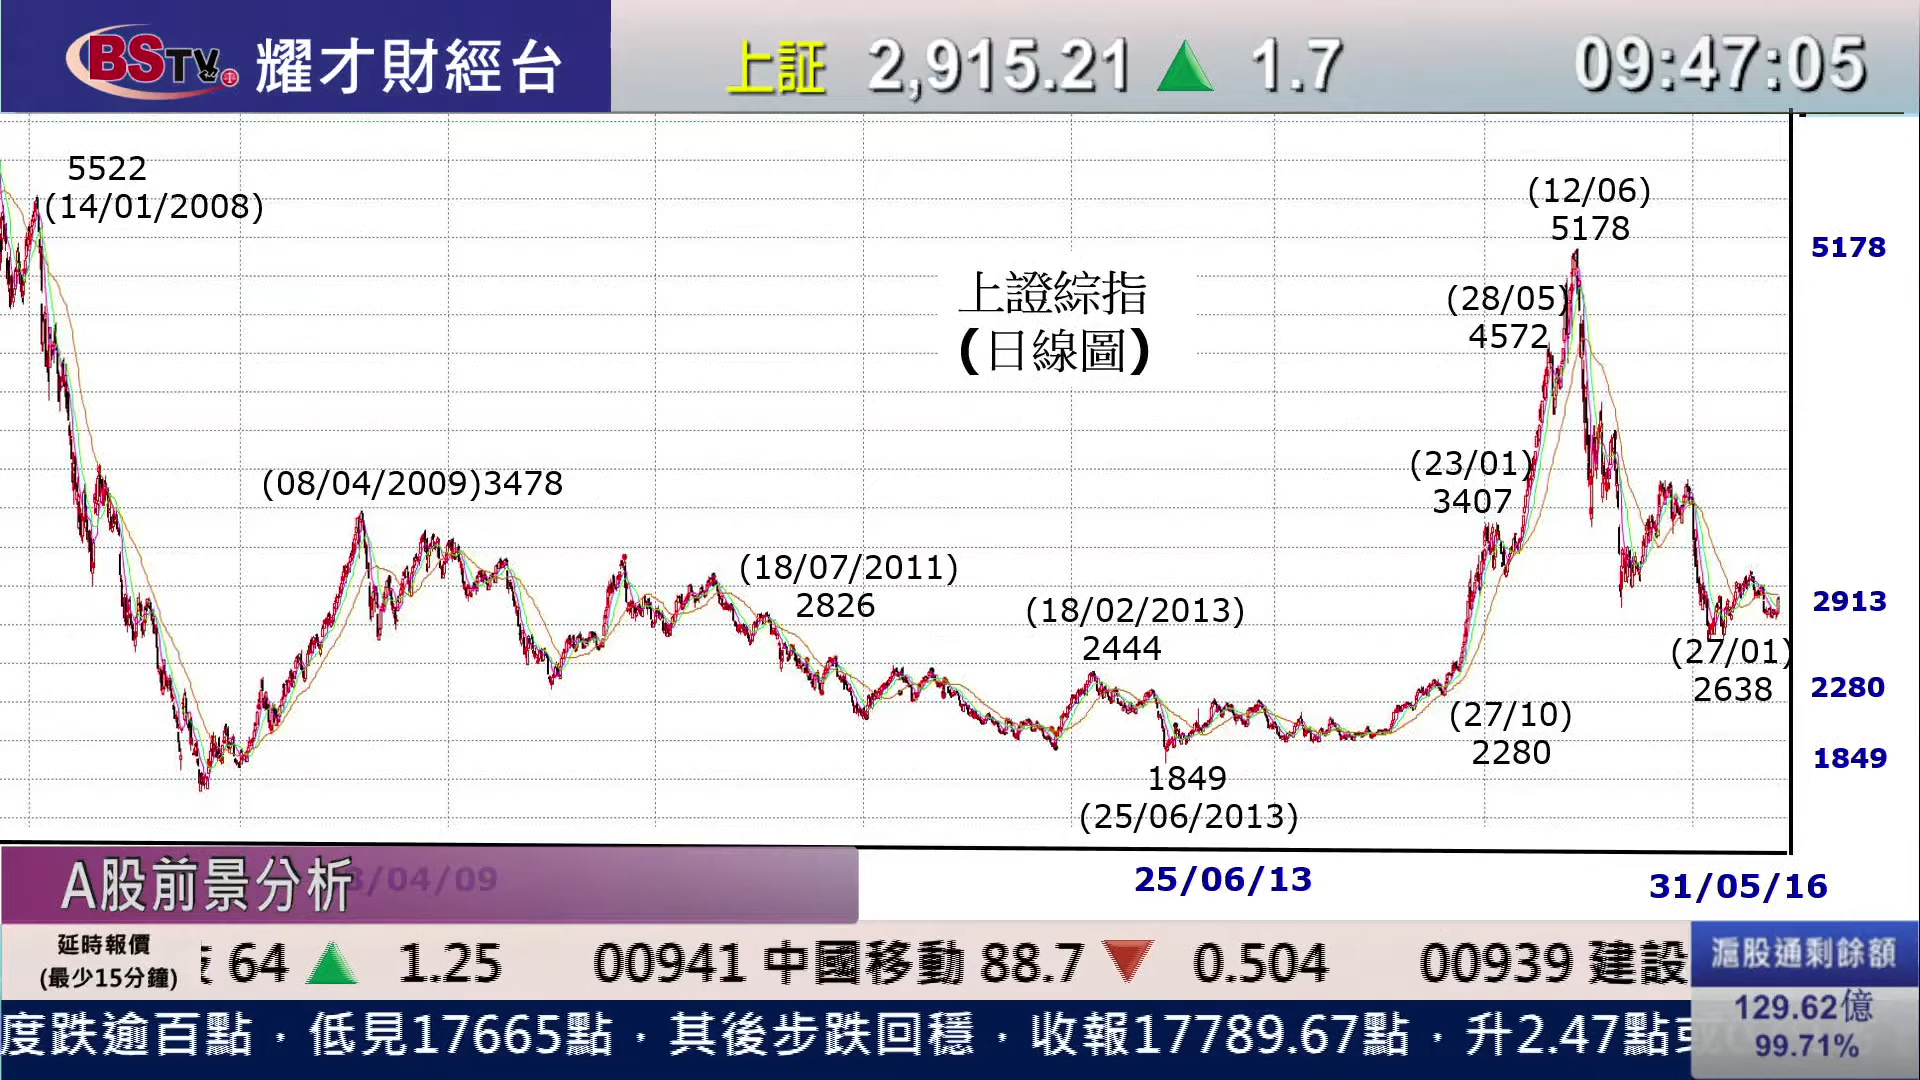 BSTV 耀才財經台
上証 2,915.21 ▲ 1.7
09:47:05
5522
(14/01/2008)
(12/06)
5178
5178
上證綜指
(日線圖)
(28/05)
4572
(23/01)
3407
(08/04/2009)3478
(18/07/2011)
2826
(18/02/2013)
2444
2913
(27/01)
2638
2280
(27/10)
2280
1849
1849
(25/06/2013)
A股前景分析
/04/09
25/06/13
31/05/16
延時報價
(最少15分鐘)
64 ▲ 1.25 00941 中國移動 88.7 ▼ 0.504 00939 建設
滬股通剩餘額
129.62億
99.71%
度跌逾百點，低見17665點，其後步跌回穩，收報17789.67點，升2.47點或